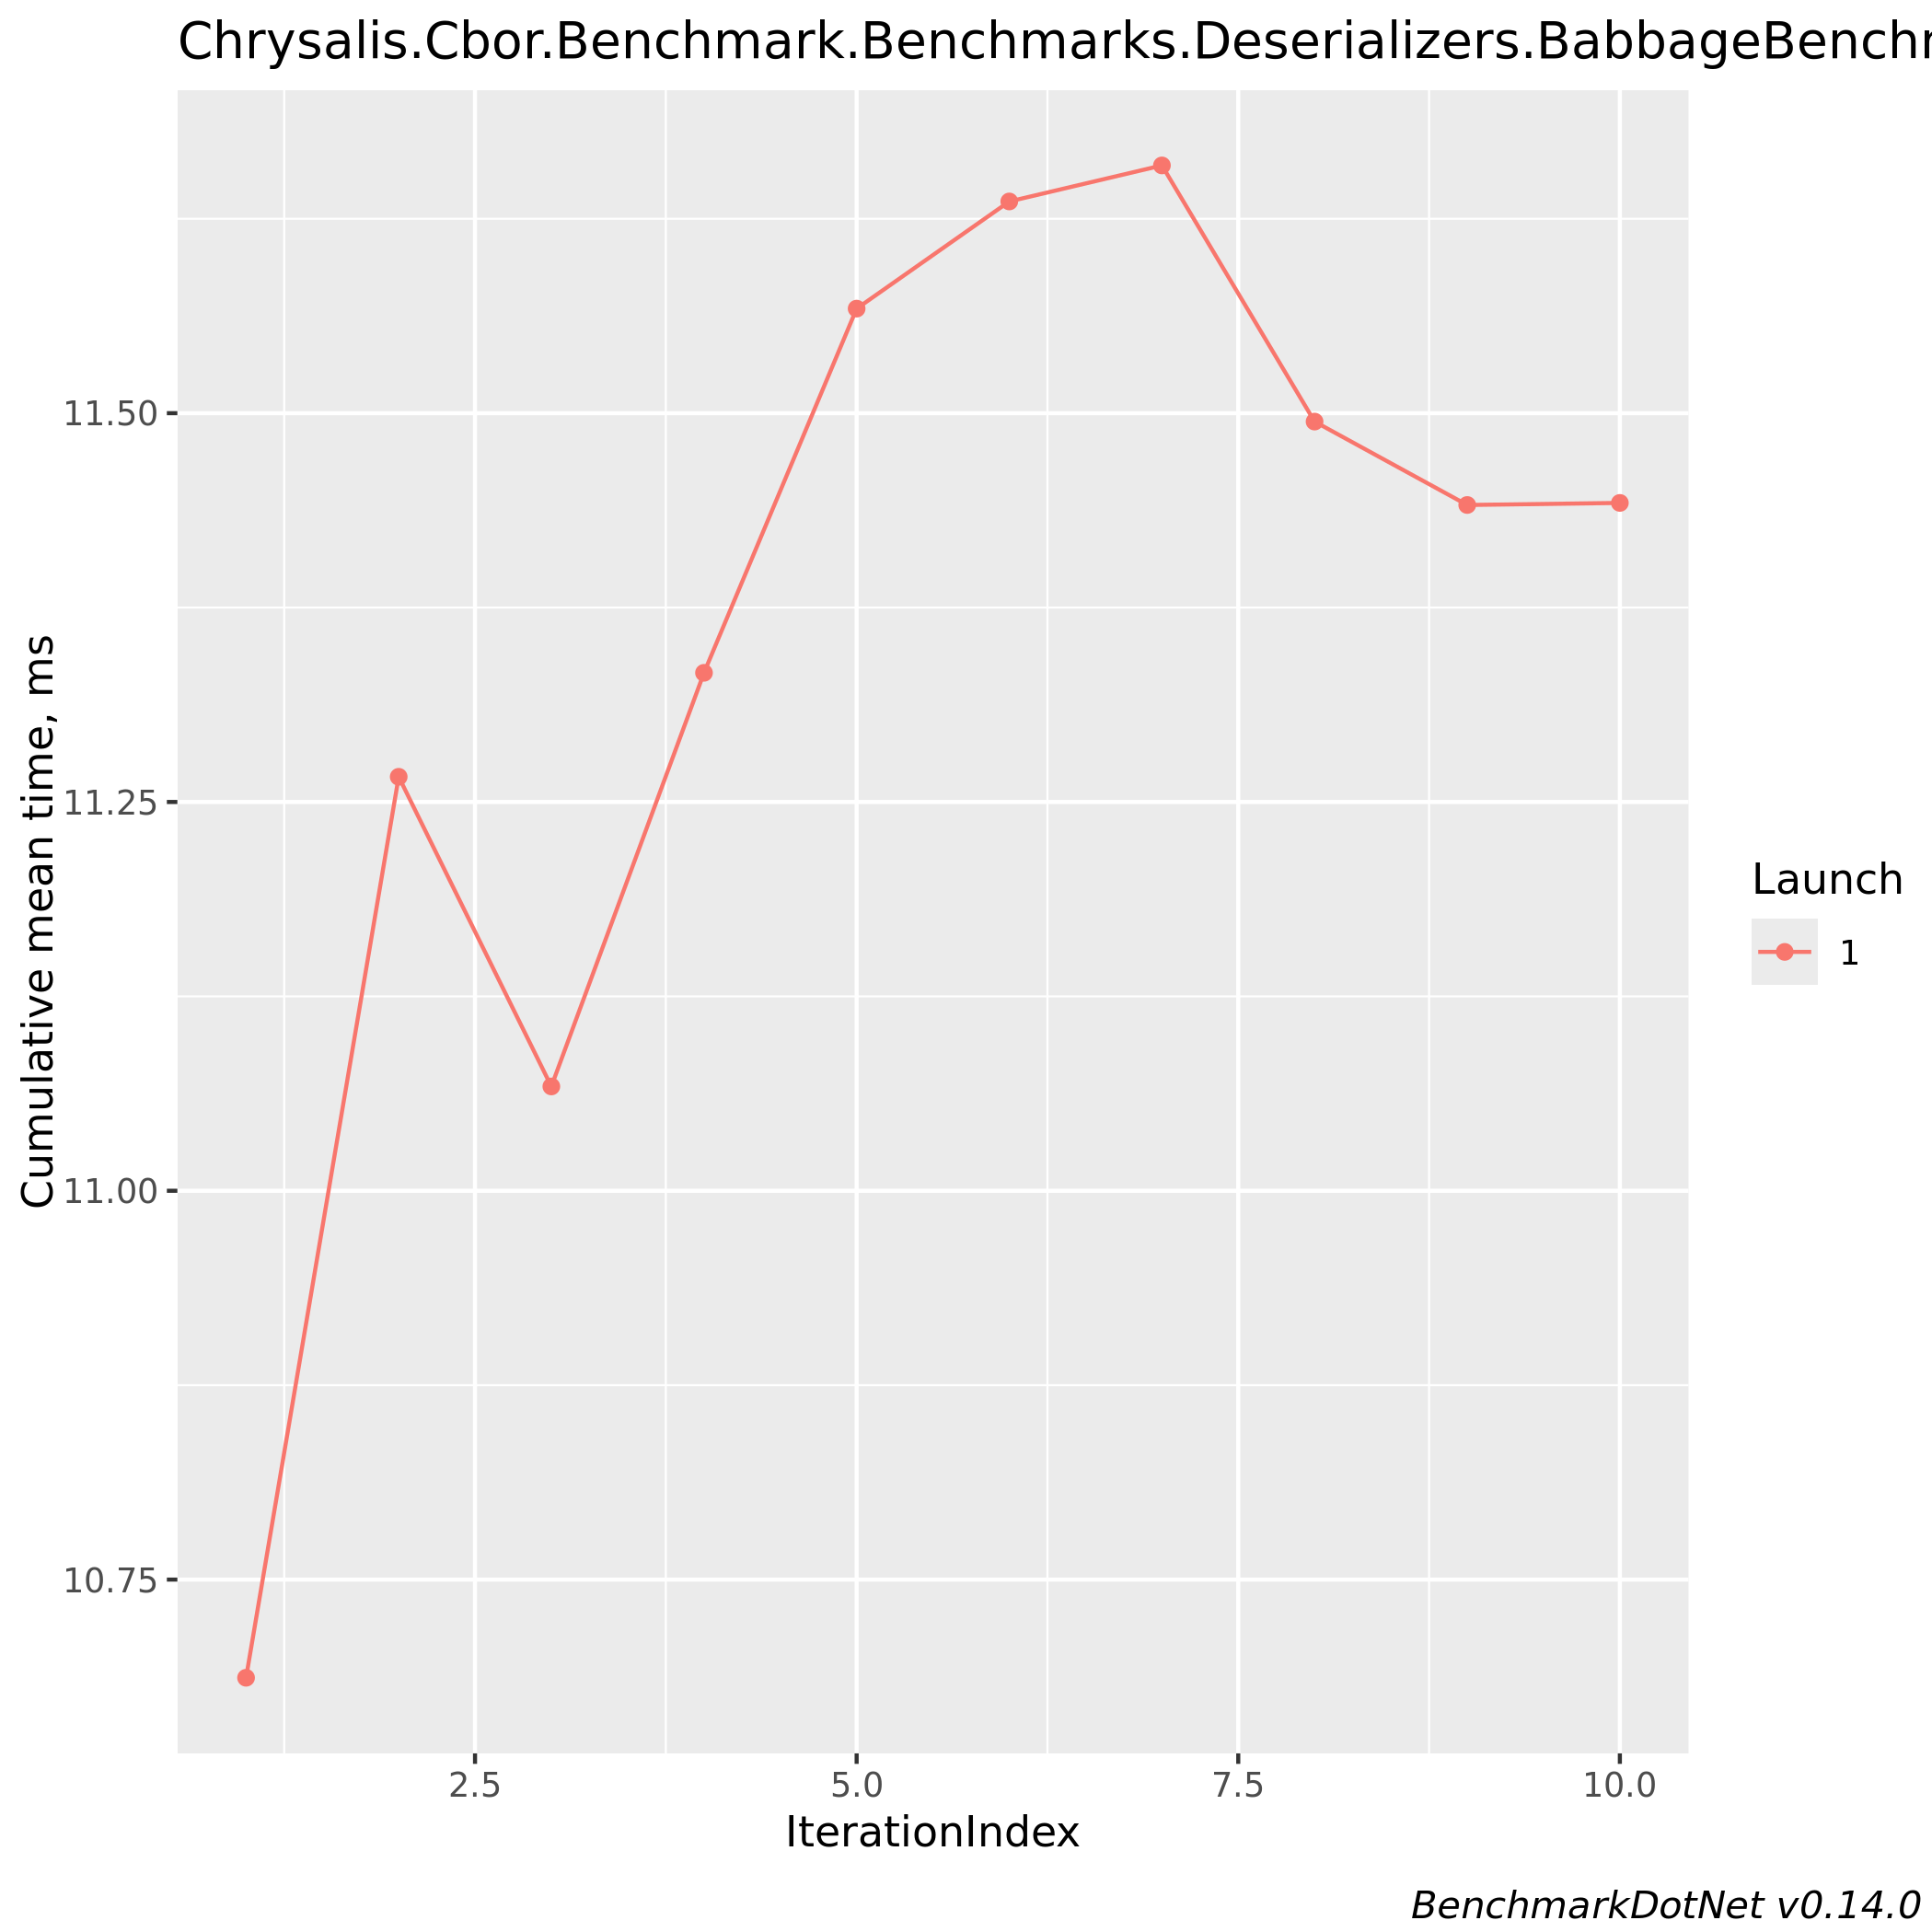 Chrysalis.Cbor.Benchmark.Benchmarks.Deserializers.BabbageBench
Cumulative mean time, ms
11.50
11.25
11.00
10.75
2.5 5.0 7.5 10.0
IterationIndex
Launch
1
BenchmarkDotNet v0.14.0